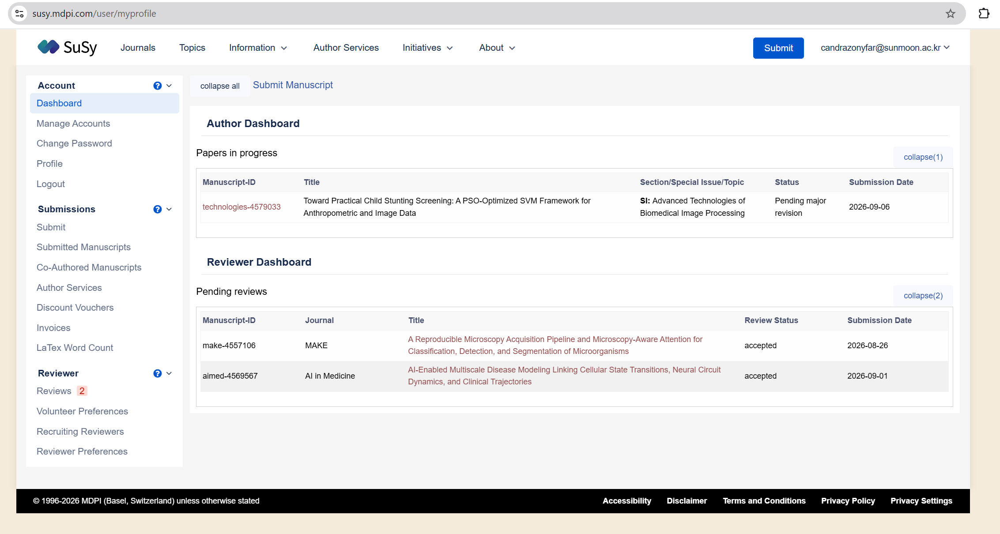 susy.mdpi.com/user/myprofile
SuSy
Journals
Topics
Information
Author Services
Initiatives
About
Submit
candrazonyfar@sunmoon.ac.kr
Account
Dashboard
Manage Accounts
Change Password
Profile
Logout
Submissions
Submit
Submitted Manuscripts
Co-Authored Manuscripts
Author Services
Discount Vouchers
Invoices
LaTex Word Count
Reviewer
Reviews 2
Volunteer Preferences
Recruiting Reviewers
Reviewer Preferences
collapse all
Submit Manuscript
Author Dashboard
Papers in progress
collapse(1)
Manuscript-ID Title Section/Special Issue/Topic Status Submission Date
technologies-4579033
Toward Practical Child Stunting Screening: A PSO-Optimized SVM Framework for
Anthropometric and Image Data
SI: Advanced Technologies of
Biomedical Image Processing
Pending major
revision
2026-09-06
Reviewer Dashboard
Pending reviews
collapse(2)
Manuscript-ID Journal Title Review Status Submission Date
make-4557106
MAKE
A Reproducible Microscopy Acquisition Pipeline and Microscopy-Aware Attention for
Classification, Detection, and Segmentation of Microorganisms
accepted
2026-08-26
aimed-4569567
AI in Medicine
AI-Enabled Multiscale Disease Modeling Linking Cellular State Transitions, Neural Circuit
Dynamics, and Clinical Trajectories
accepted
2026-09-01
© 1996-2026 MDPI (Basel, Switzerland) unless otherwise stated
Accessibility
Disclaimer
Terms and Conditions
Privacy Policy
Privacy Settings